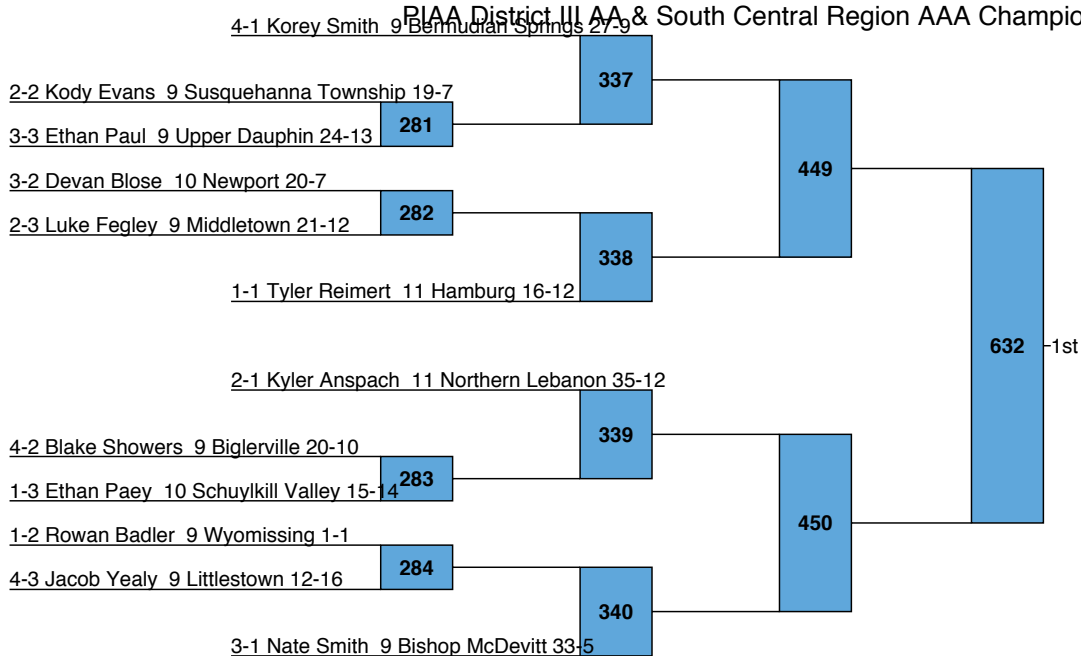 PIAA District III AA & South Central Region AAA Champio
4-1 Korey Smith 9 Bermudian Springs 27-9
337
2-2 Kody Evans 9 Susquehanna Township 19-7
281
3-3 Ethan Paul 9 Upper Dauphin 24-13
449
3-2 Devan Blose 10 Newport 20-7
282
2-3 Luke Fegley 9 Middletown 21-12
338
1-1 Tyler Reimert 11 Hamburg 16-12
632
1st
2-1 Kyler Anspach 11 Northern Lebanon 35-12
339
4-2 Blake Showers 9 Biglerville 20-10
283
1-3 Ethan Paey 10 Schuylkill Valley 15-14
450
1-2 Rowan Badler 9 Wyomissing 1-1
284
4-3 Jacob Yealy 9 Littlestown 12-16
340
3-1 Nate Smith 9 Bishop McDevitt 33-5